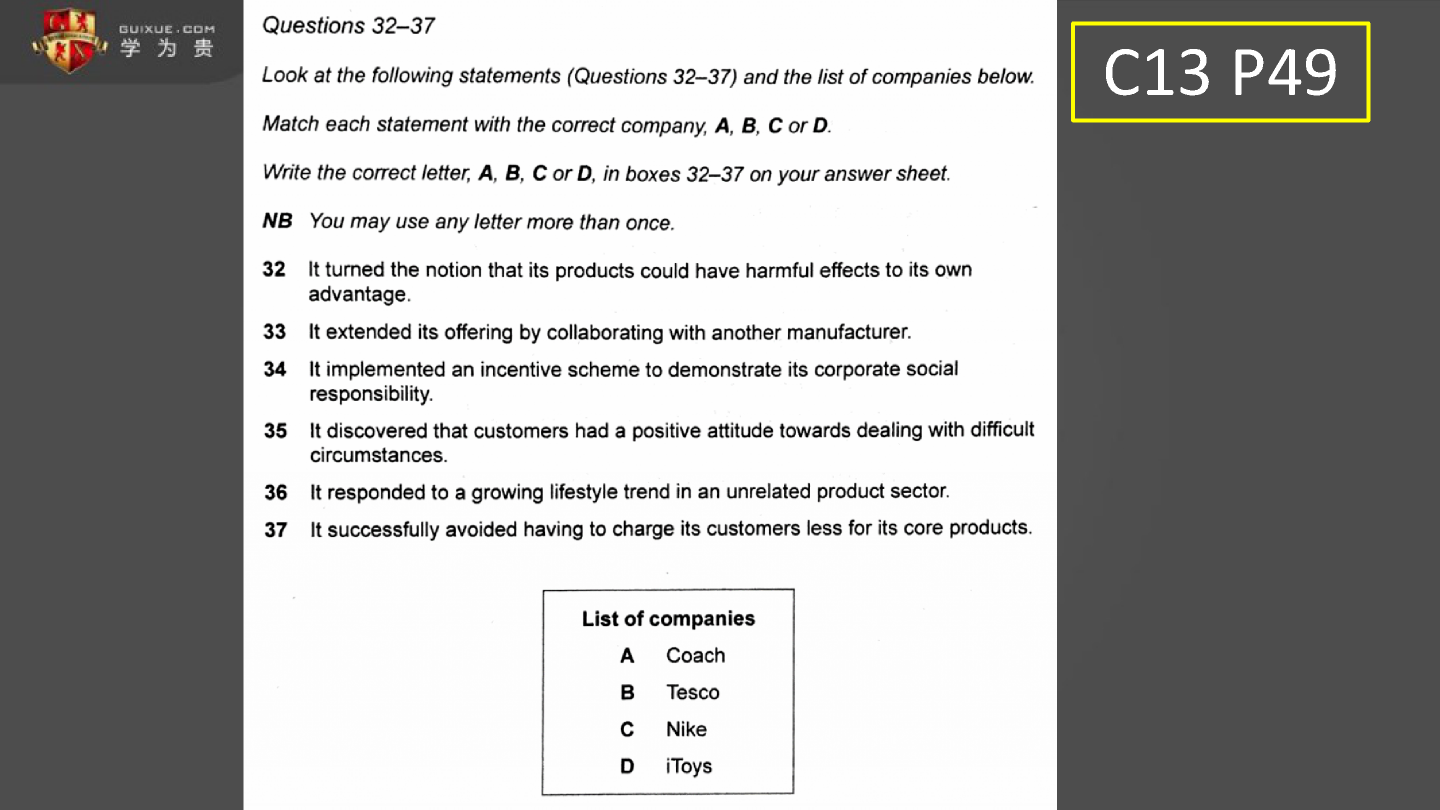 GUIXUE.COM
学为贵
C13 P49
Questions 32–37
Look at the following statements (Questions 32–37) and the list of companies below.
Match each statement with the correct company, A, B, C or D.
Write the correct letter, A, B, C or D, in boxes 32–37 on your answer sheet.
NB You may use any letter more than once.
32 It turned the notion that its products could have harmful effects to its own
advantage.
33 It extended its offering by collaborating with another manufacturer.
34 It implemented an incentive scheme to demonstrate its corporate social
responsibility.
35 It discovered that customers had a positive attitude towards dealing with difficult
circumstances.
36 It responded to a growing lifestyle trend in an unrelated product sector.
37 It successfully avoided having to charge its customers less for its core products.
List of companies
A Coach
B Tesco
C Nike
D iToys